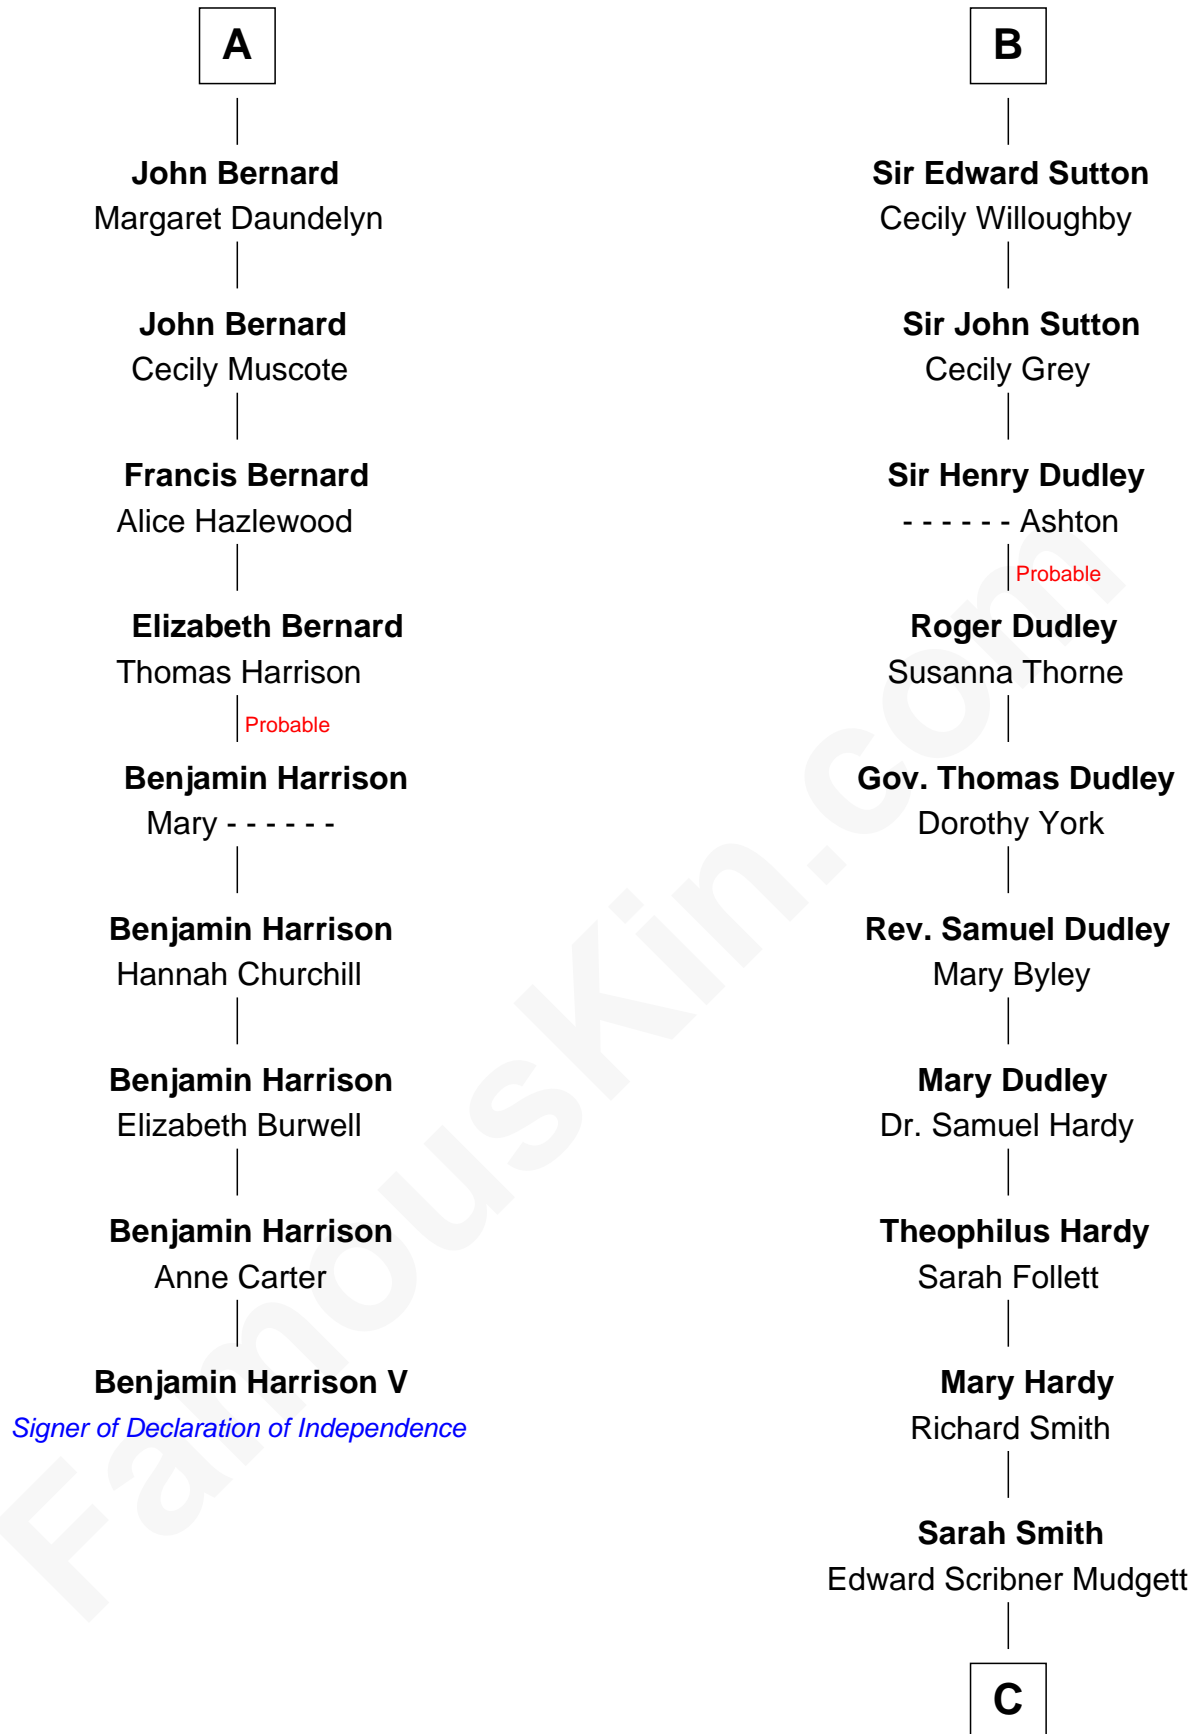 A
John Bernard
Margaret Daundelyn
John Bernard
Cecily Muscote
Francis Bernard
Alice Hazlewood
Elizabeth Bernard
Thomas Harrison
Probable
Benjamin Harrison
Mary - - - - - -
Benjamin Harrison
Hannah Churchill
Benjamin Harrison
Elizabeth Burwell
Benjamin Harrison
Anne Carter
Benjamin Harrison V
Signer of Declaration of Independence
B
Sir Edward Sutton
Cecily Willoughby
Sir John Sutton
Cecily Grey
Sir Henry Dudley
- - - - - - Ashton
Probable
Roger Dudley
Susanna Thorne
Gov. Thomas Dudley
Dorothy York
Rev. Samuel Dudley
Mary Byley
Mary Dudley
Dr. Samuel Hardy
Theophilus Hardy
Sarah Follett
Mary Hardy
Richard Smith
Sarah Smith
Edward Scribner Mudgett
C
FamousKin.com